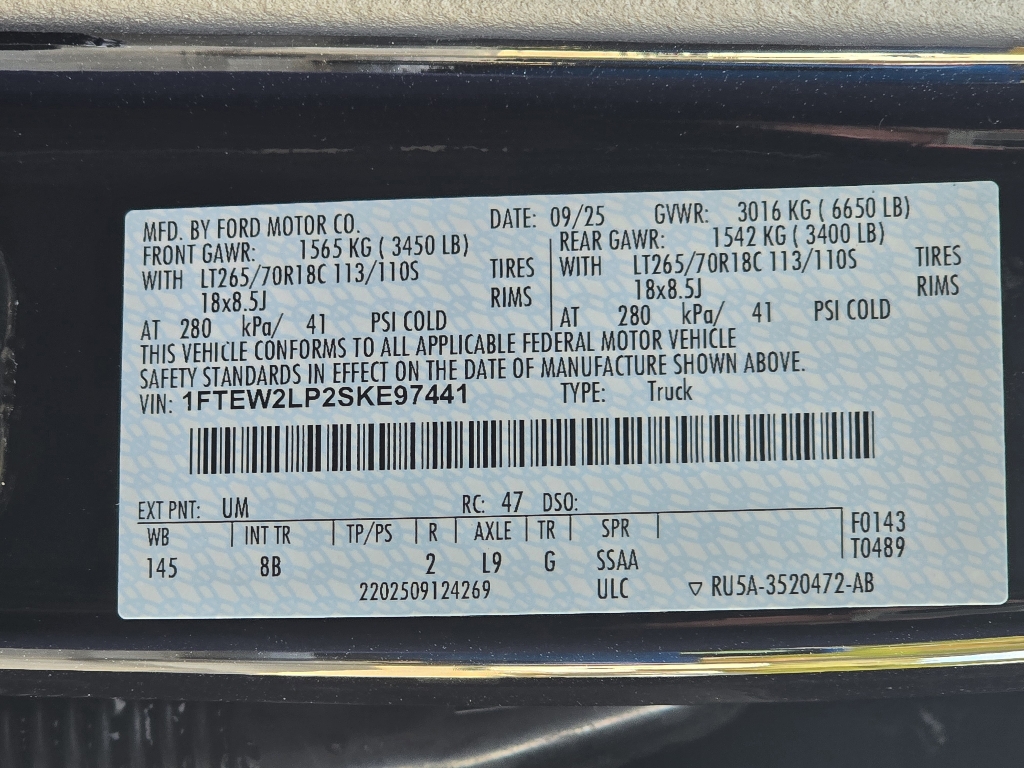 MFD. BY FORD MOTOR CO. DATE: 09/25 GVWR: 3016 KG ( 6650 LB)
FRONT GAWR: 1565 KG ( 3450 LB) REAR GAWR: 1542 KG ( 3400 LB)
WITH LT265/70R18C 113/110S TIRES WITH LT265/70R18C 113/110S TIRES
18x8.5J RIMS 18x8.5J RIMS
AT 280 kPa/ 41 PSI COLD AT 280 kPa/ 41 PSI COLD
THIS VEHICLE CONFORMS TO ALL APPLICABLE FEDERAL MOTOR VEHICLE
SAFETY STANDARDS IN EFFECT ON THE DATE OF MANUFACTURE SHOWN ABOVE.
VIN: 1FTEW2LP2SKE97441 TYPE: Truck
EXT PNT: UM RC: 47 DSO:
WB INT TR TP/PS R AXLE TR SPR F0143
T0489
145 8B 2 L9 G SSAA
2202509124269 ULC ▽ RU5A-3520472-AB